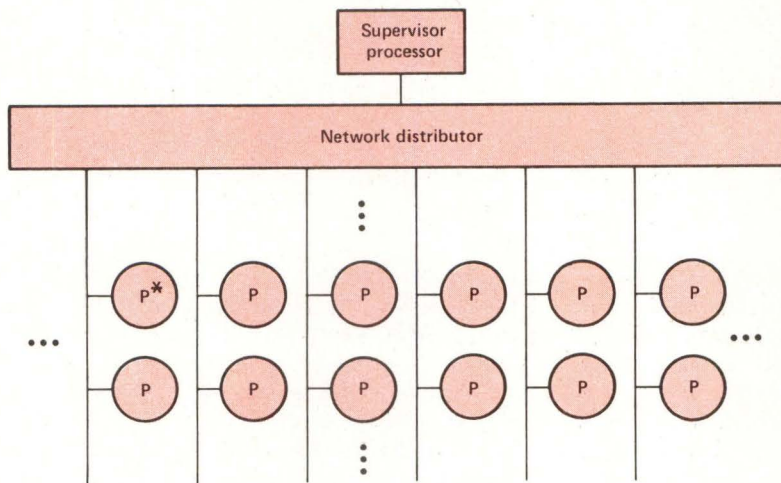 Supervisor
processor
Network distributor
P* P P P P P
P P P P P P